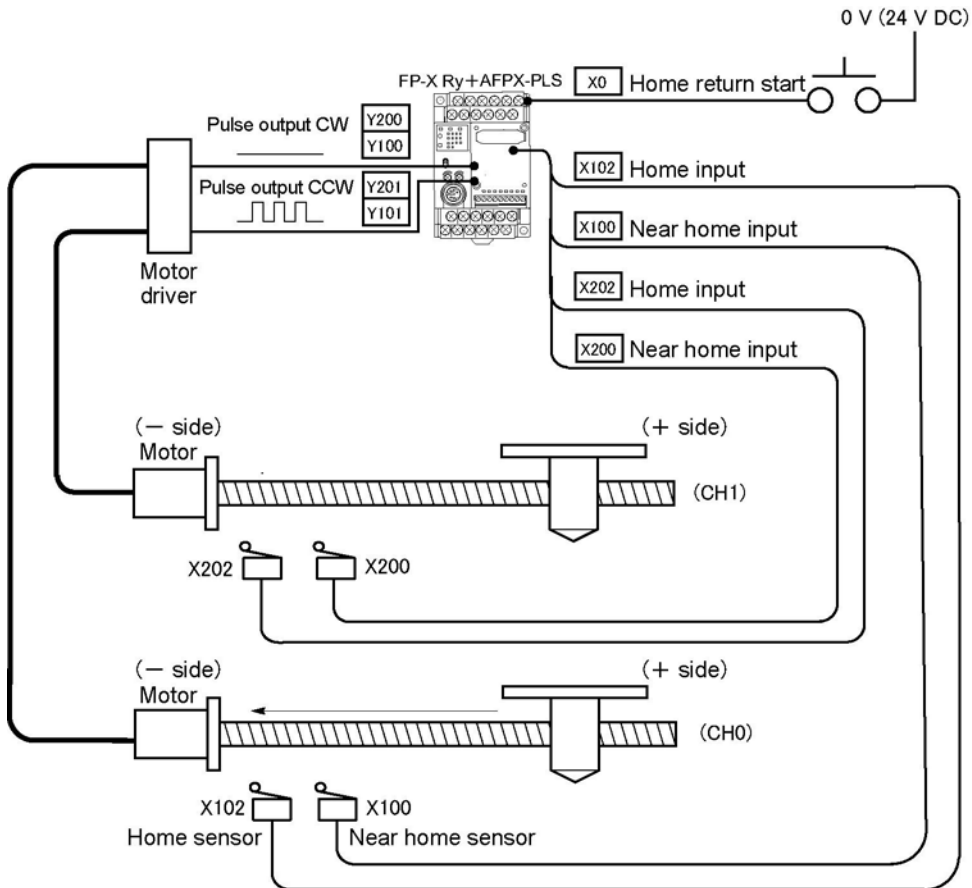 0 V (24 V DC)
FP-X Ry+AFPX-PLS
X0 Home return start
Pulse output CW
Y200
Y100
X102 Home input
Pulse output CCW
Y201
Y101
X100 Near home input
Motor
driver
X202 Home input
X200 Near home input
(− side)
Motor
(+ side)
(CH1)
X202
X200
(− side)
Motor
(+ side)
(CH0)
X102
Home sensor
X100
Near home sensor